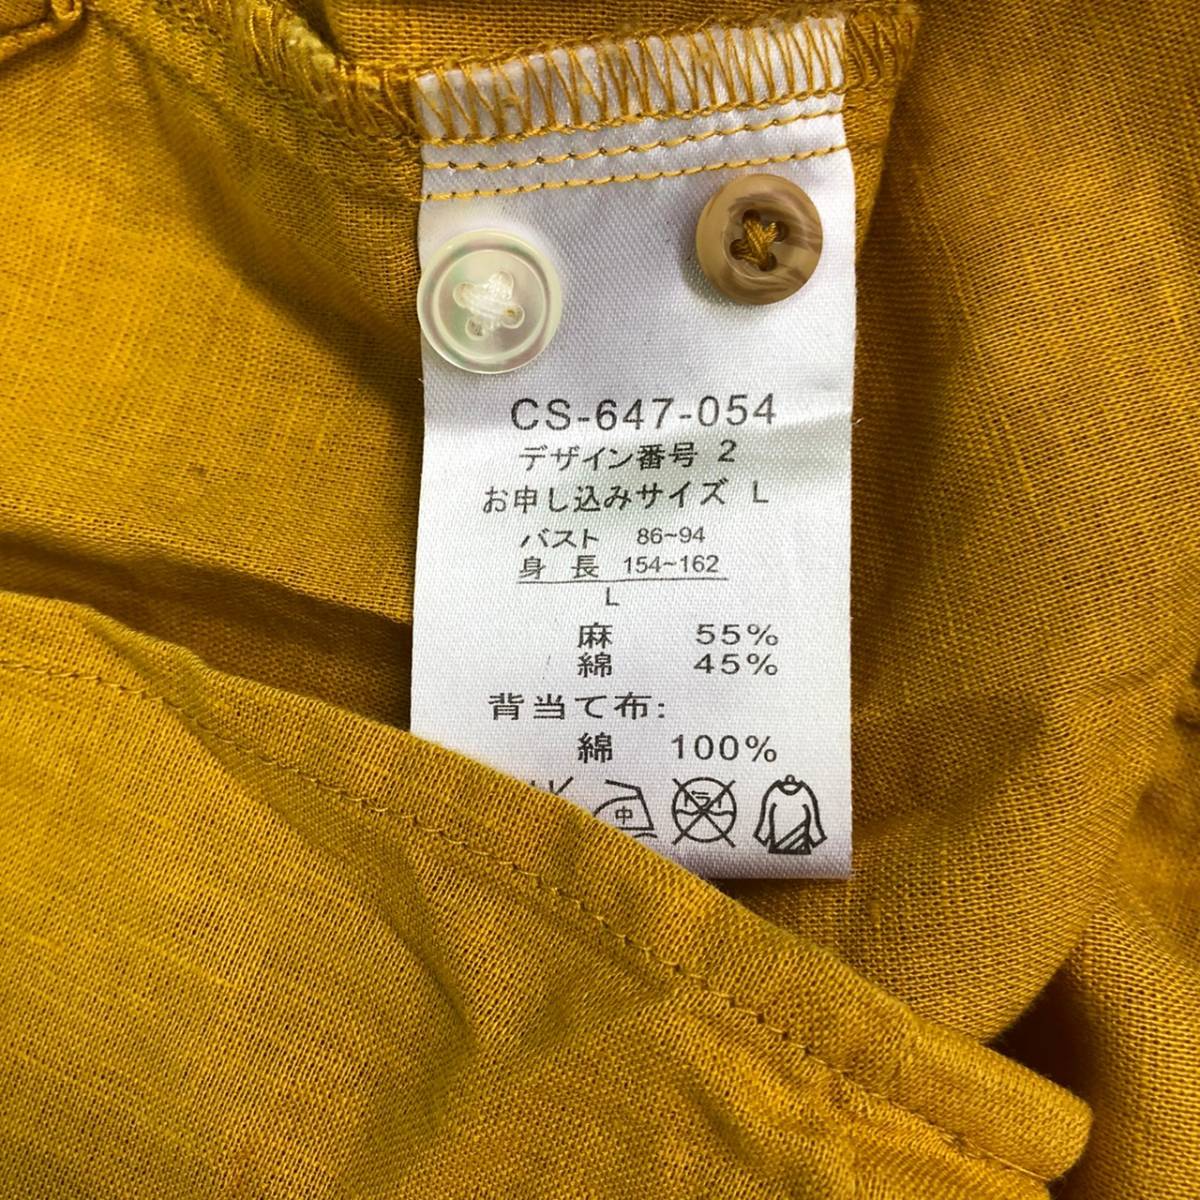 CS-647-054
デザイン番号 2
お申し込みサイズ L
バスト 86~94
身 長 154~162
L
麻 55%
綿 45%
背当て布:
綿 100%
中